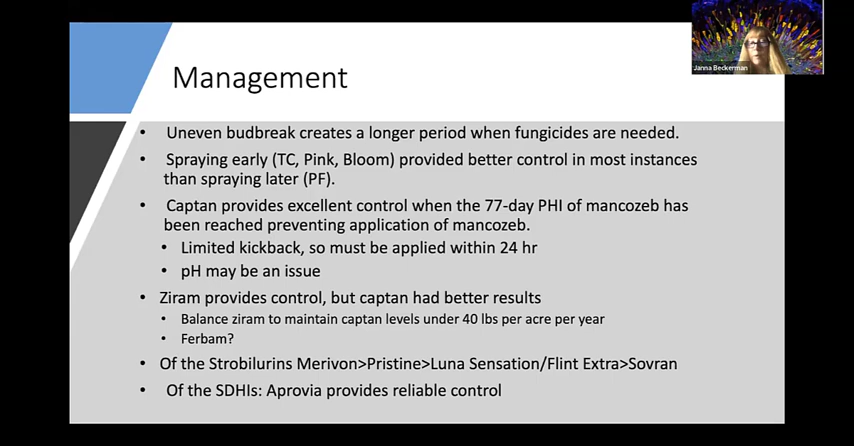 Janna Beckerman
Management
• Uneven budbreak creates a longer period when fungicides are needed.
• Spraying early (TC, Pink, Bloom) provided better control in most instances
than spraying later (PF).
• Captan provides excellent control when the 77-day PHI of mancozeb has
been reached preventing application of mancozeb.
• Limited kickback, so must be applied within 24 hr
• pH may be an issue
• Ziram provides control, but captan had better results
• Balance ziram to maintain captan levels under 40 lbs per acre per year
• Ferbam?
• Of the Strobilurins Merivon>Pristine>Luna Sensation/Flint Extra>Sovran
• Of the SDHIs: Aprovia provides reliable control